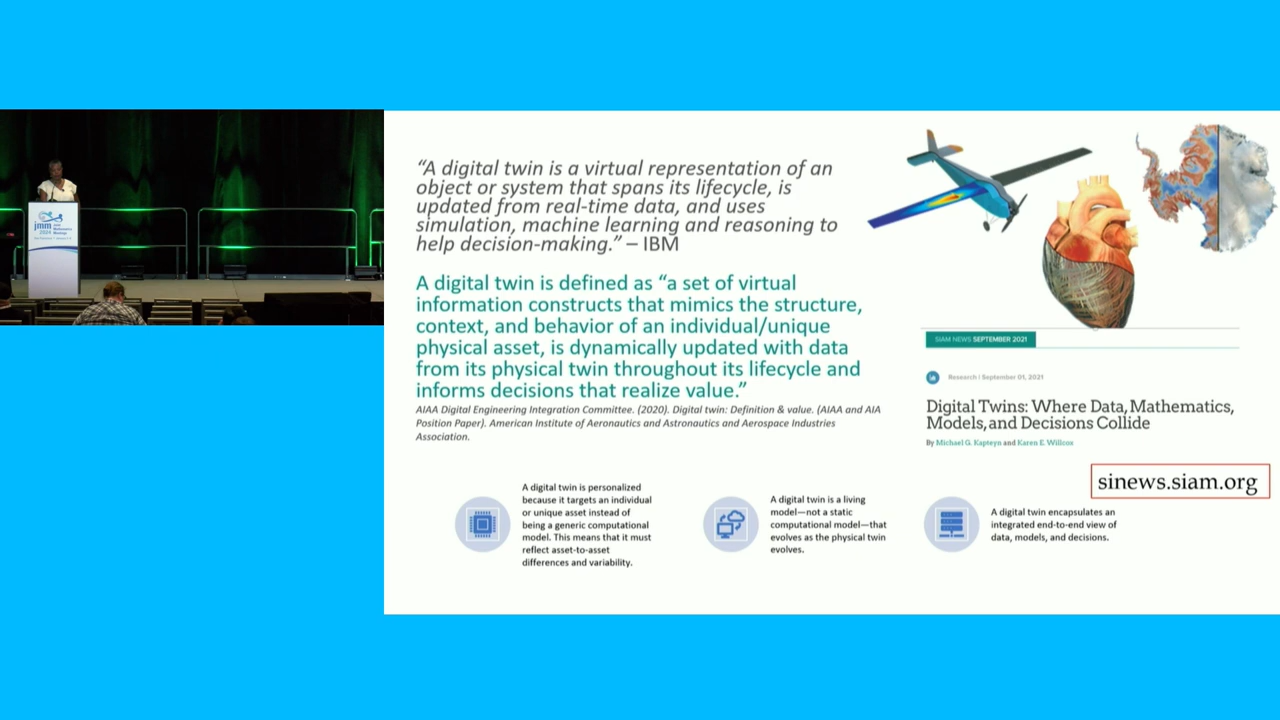 “A digital twin is a virtual representation of an
object or system that spans its lifecycle, is
updated from real-time data, and uses
simulation, machine learning and reasoning to
help decision-making.” – IBM
A digital twin is defined as “a set of virtual
information constructs that mimics the structure,
context, and behavior of an individual/unique
physical asset, is dynamically updated with data
from its physical twin throughout its lifecycle and
informs decisions that realize value.”
AIAA Digital Engineering Integration Committee. (2020). Digital twin: Definition & value. (AIAA and AIA
Position Paper). American Institute of Aeronautics and Astronautics and Aerospace Industries
Association.
SIAM NEWS SEPTEMBER 2021
Research | September 01, 2021
Digital Twins: Where Data, Mathematics,
Models, and Decisions Collide
By Michael G. Kapteyn and Karen E. Willcox
sinews.siam.org
A digital twin is personalized
because it targets an individual
or unique asset instead of
being a generic computational
model. This means that it must
reflect asset-to-asset
differences and variability.
A digital twin is a living
model—not a static
computational model—that
evolves as the physical twin
evolves.
A digital twin encapsulates an
integrated end-to-end view of
data, models, and decisions.
jmm
2024
Joint
Mathematics
Meetings